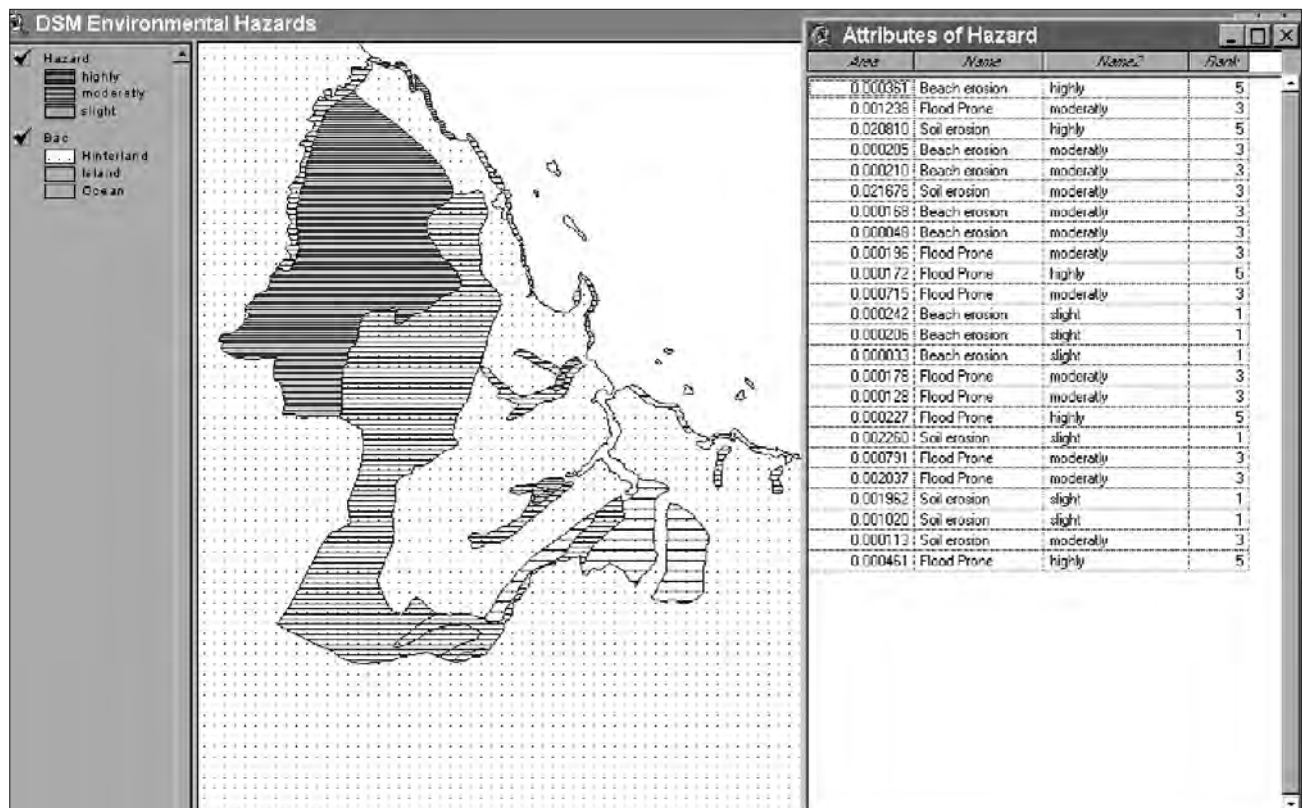 DSM Environmental Hazards
Hazard
highly
moderatly
slight
Bac
Hinterland
Island
Ocean
Attributes of Hazard
Area Name Name2 Rank
0.000361 Beach erosion highly 5
0.001238 Flood Prone moderatly 3
0.020810 Soil erosion highly 5
0.000205 Beach erosion moderatly 3
0.000210 Beach erosion moderatly 3
0.021678 Soil erosion moderatly 3
0.000168 Beach erosion moderatly 3
0.000048 Beach erosion moderatly 3
0.000196 Flood Prone moderatly 3
0.000172 Flood Prone highly 5
0.000715 Flood Prone moderatly 3
0.000242 Beach erosion slight 1
0.000206 Beach erosion slight 1
0.000033 Beach erosion slight 1
0.000178 Flood Prone moderatly 3
0.000128 Flood Prone moderatly 3
0.000227 Flood Prone highly 5
0.002260 Soil erosion slight 1
0.000791 Flood Prone moderatly 3
0.002037 Flood Prone moderatly 3
0.001962 Soil erosion slight 1
0.001020 Soil erosion slight 1
0.000113 Soil erosion moderatly 3
0.000461 Flood Prone highly 5